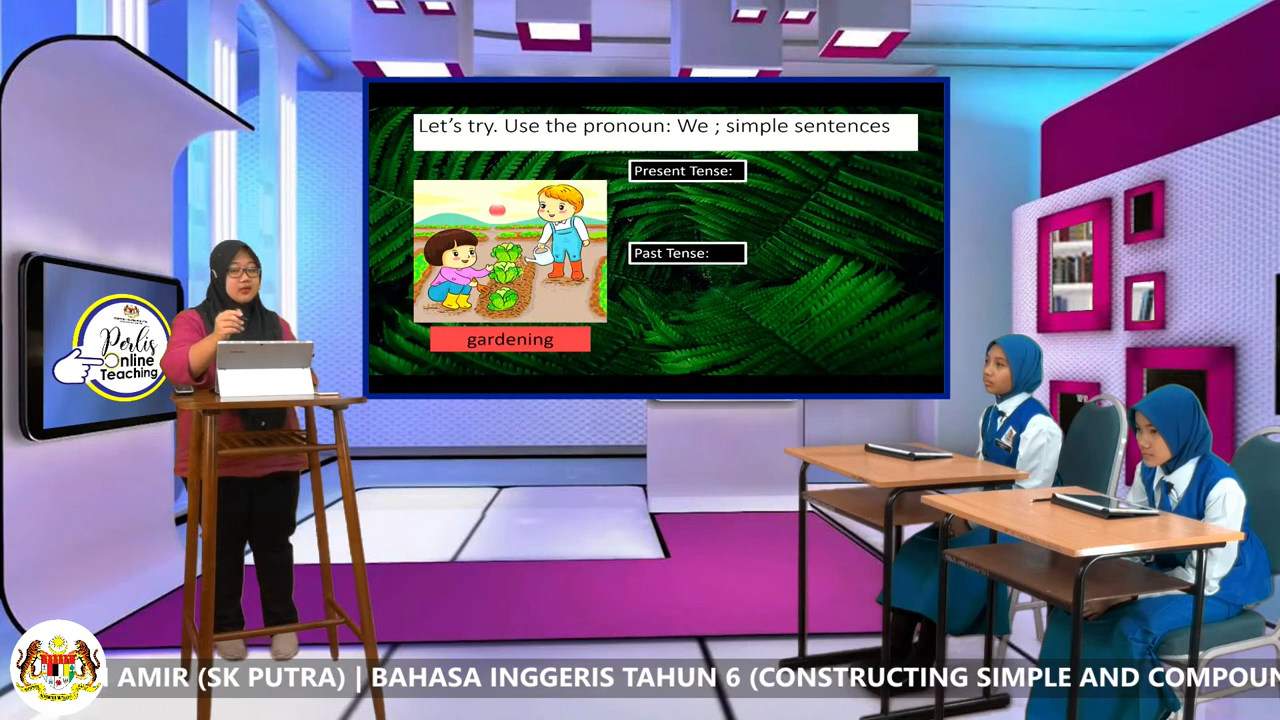 Let's try. Use the pronoun: We ; simple sentences
Present Tense:
Past Tense:
gardening
Perlis
Online
Teaching
AMIR (SK PUTRA) | BAHASA INGGERIS TAHUN 6 (CONSTRUCTING SIMPLE AND COMPOUN